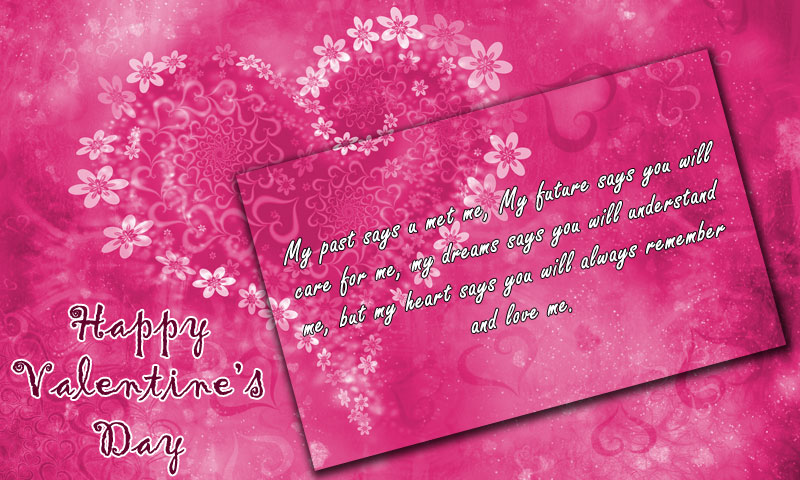 My past says u met me, My future says you will
care for me, my dreams says you will understand
me, but my heart says you will always remember
and love me.
Happy
Valentine's
Day